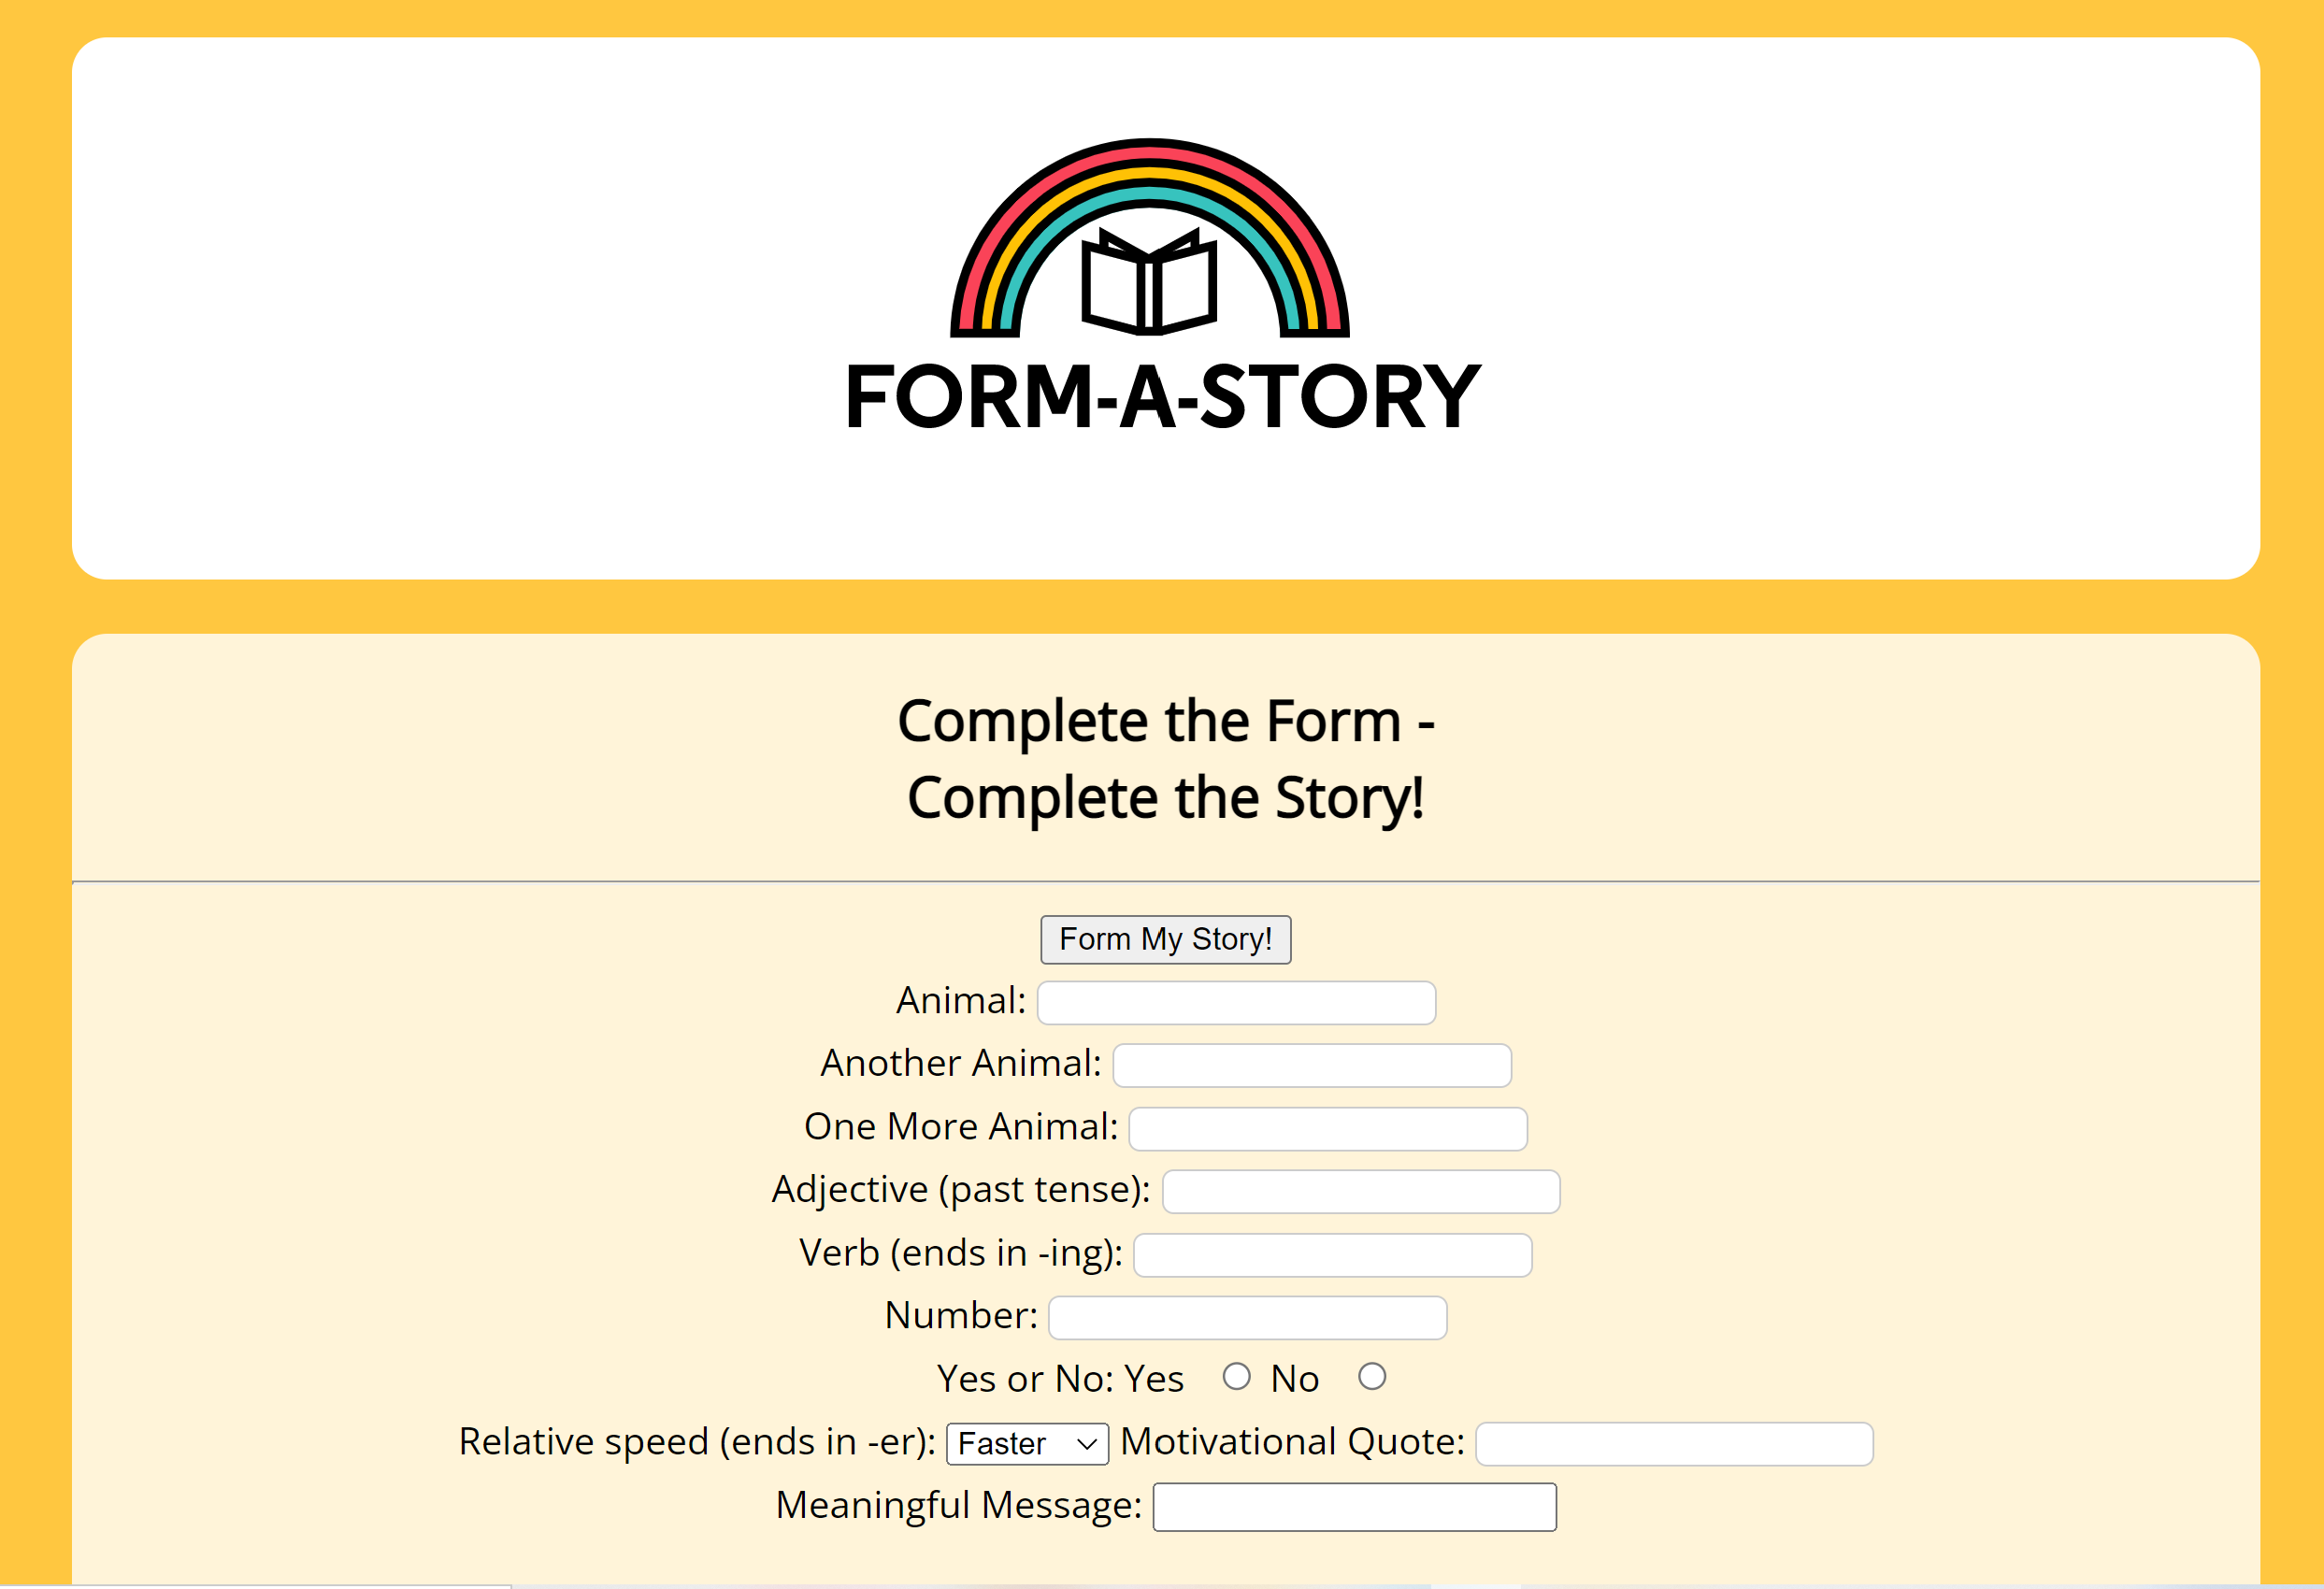 FORM-A-STORY
Complete the Form -
Complete the Story!
Form My Story!
Animal:
Another Animal:
One More Animal:
Adjective (past tense):
Verb (ends in -ing):
Number:
Yes or No: Yes No
Relative speed (ends in -er): Faster Motivational Quote:
Meaningful Message: